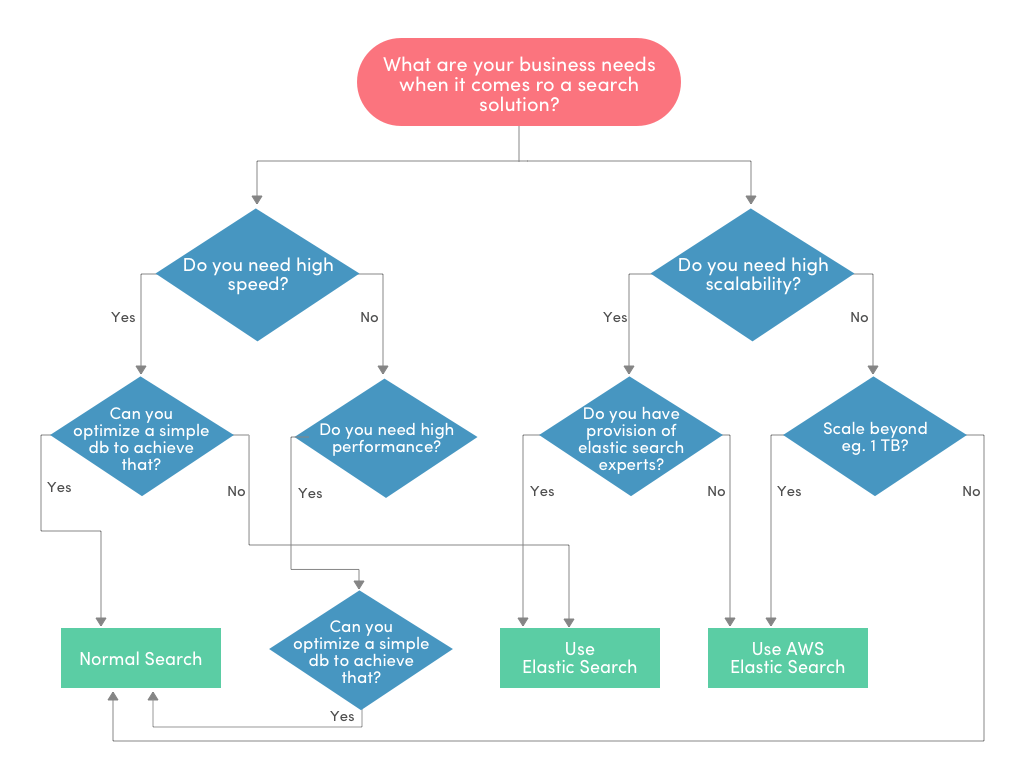 What are your business needs
when it comes ro a search
solution?
Do you need high
speed?
Do you need high
scalability?
Yes
No
Yes
No
Can you
optimize a simple
db to achieve
that?
Do you need high
performance?
Do you have
provision of
elastic search
experts?
Scale beyond
eg. 1 TB?
Yes
No
Yes
Yes
No
Yes
No
Normal Search
Can you
optimize a simple
db to achieve
that?
Use
Elastic Search
Use AWS
Elastic Search
Yes